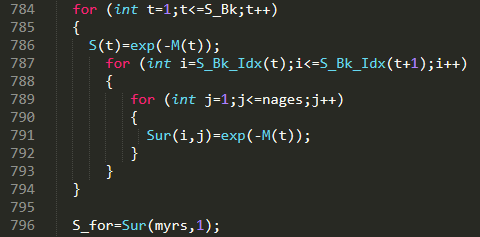 784 for (int t=1;t<=S_Bk;t++)
785 {
786 S(t)=exp(-M(t));
787 for (int i=S_Bk_Idx(t);i<=S_Bk_Idx(t+1);i++)
788 {
789 for (int j=1;j<=nages;j++)
790 {
791 Sur(i,j)=exp(-M(t));
792 }
793 }
794 }
795
796 S_for=Sur(myrs,1);